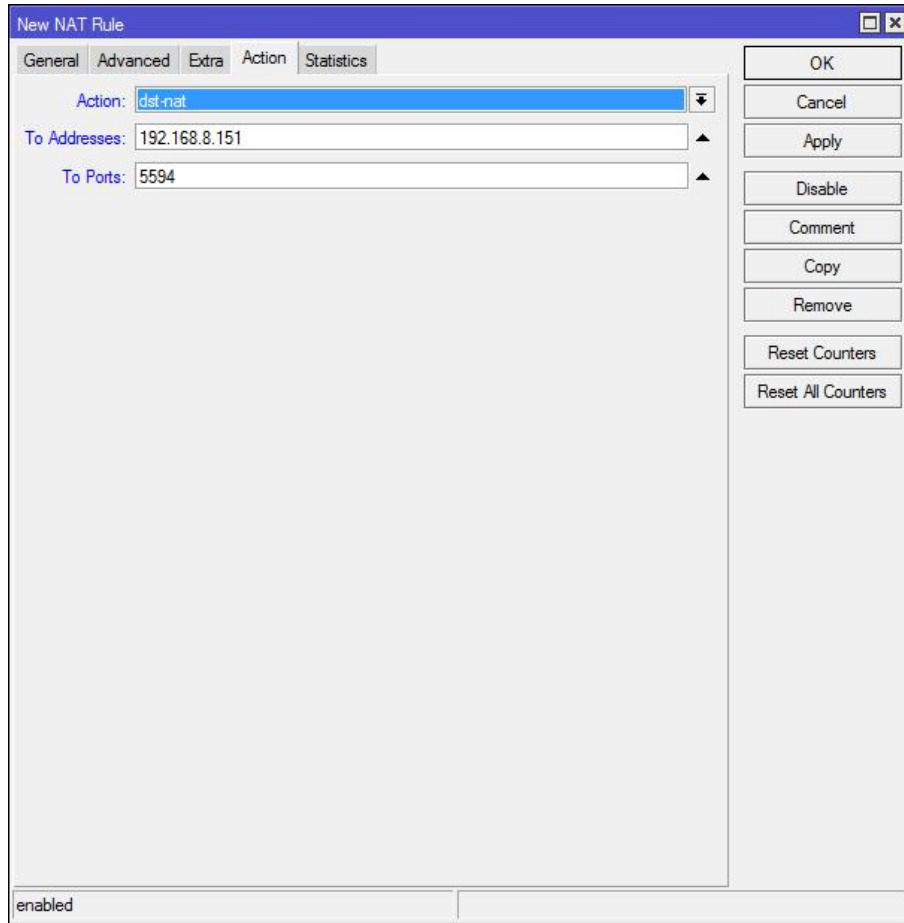 New NAT Rule
General Advanced Extra Action Statistics
Action: dst-nat
To Addresses: 192.168.8.151
To Ports: 5594
OK
Cancel
Apply
Disable
Comment
Copy
Remove
Reset Counters
Reset All Counters
enabled